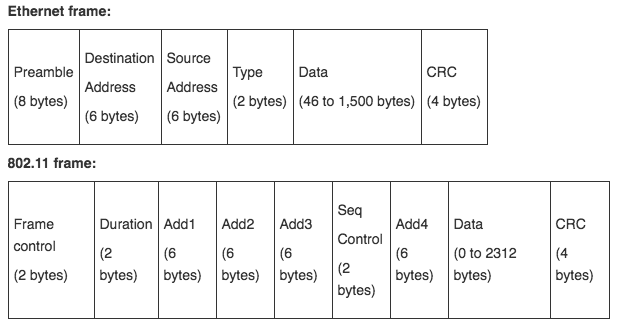 Ethernet frame:
Preamble
(8 bytes)
Destination
Address
(6 bytes)
Source
Address
(6 bytes)
Type
(2 bytes)
Data
(46 to 1,500 bytes)
CRC
(4 bytes)
802.11 frame:
Frame
control
(2 bytes)
Duration
(2
bytes)
Add1
(6
bytes)
Add2
(6
bytes)
Add3
(6
bytes)
Seq
Control
(2
bytes)
Add4
(6
bytes)
Data
(0 to 2312
bytes)
CRC
(4
bytes)